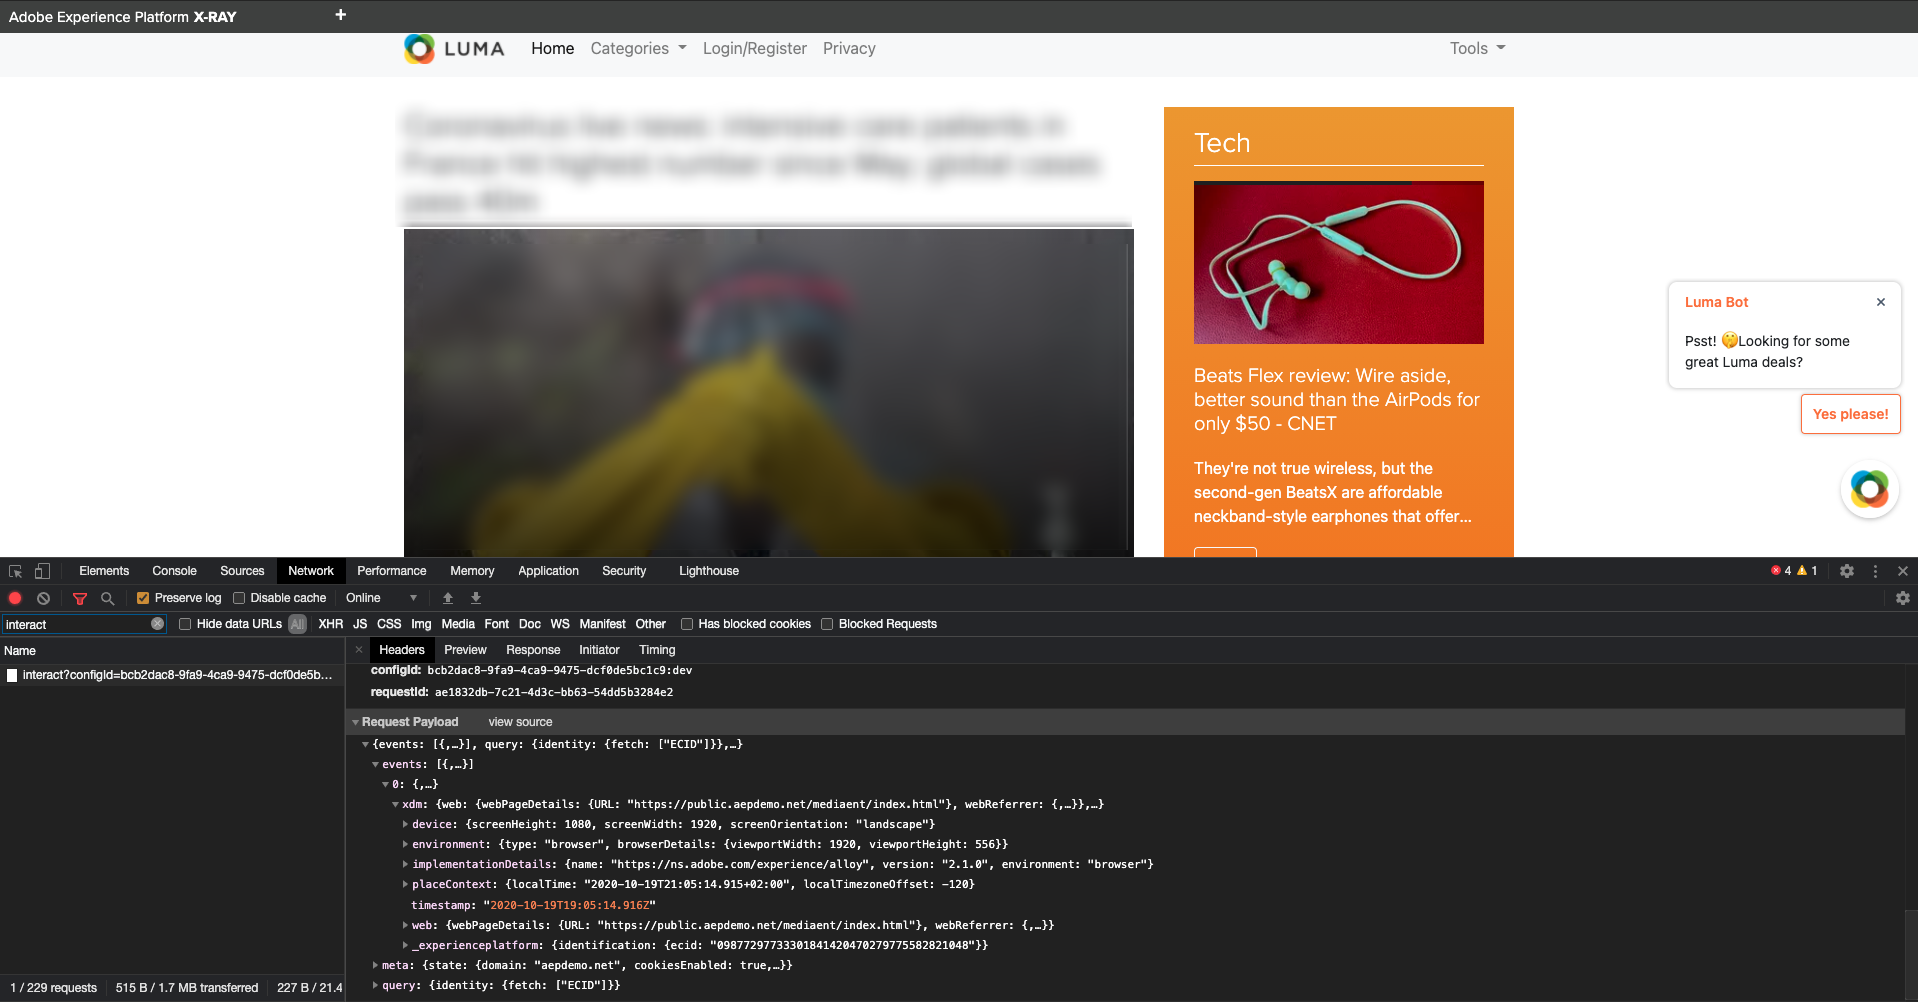 Adobe Experience Platform X-RAY +
LUMA Home Categories Login/Register Privacy Tools
Tech
Beats Flex review: Wire aside,
better sound than the AirPods for
only $50 - CNET
They're not true wireless, but the
second-gen BeatsX are affordable
neckband-style earphones that offer...
Luma Bot ×
Psst! 🤫Looking for some
great Luma deals?
Yes please!
Elements Console Sources Network Performance Memory Application Security Lighthouse 4 1
Preserve log Disable cache Online
interact Hide data URLs All XHR JS CSS Img Media Font Doc WS Manifest Other Has blocked cookies Blocked Requests
Name
interact?configId=bcb2dac8-9fa9-4ca9-9475-dcf0de5b...
1 / 229 requests 515 B / 1.7 MB transferred 227 B / 21.4
× Headers Preview Response Initiator Timing
configId: bcb2dac8-9fa9-4ca9-9475-dcf0de5bc1c9:dev
requestId: ae1832db-7c21-4d3c-bb63-54dd5b3284e2
Request Payload view source
{events: [{,…}], query: {identity: {fetch: ["ECID"]}},…}
events: [{,…}]
0: {,…}
xdm: {web: {webPageDetails: {URL: "https://public.aepdemo.net/mediaent/index.html"}, webReferrer: {,…}},…}
device: {screenHeight: 1080, screenWidth: 1920, screenOrientation: "landscape"}
environment: {type: "browser", browserDetails: {viewportWidth: 1920, viewportHeight: 556}}
implementationDetails: {name: "https://ns.adobe.com/experience/alloy", version: "2.1.0", environment: "browser"}
placeContext: {localTime: "2020-10-19T21:05:14.915+02:00", localTimezoneOffset: -120}
timestamp: "2020-10-19T19:05:14.916Z"
web: {webPageDetails: {URL: "https://public.aepdemo.net/mediaent/index.html"}, webReferrer: {,…}}
_experienceplatform: {identification: {ecid: "09877297733301841420470279775582821048"}}
meta: {state: {domain: "aepdemo.net", cookiesEnabled: true,…}}
query: {identity: {fetch: ["ECID"]}}